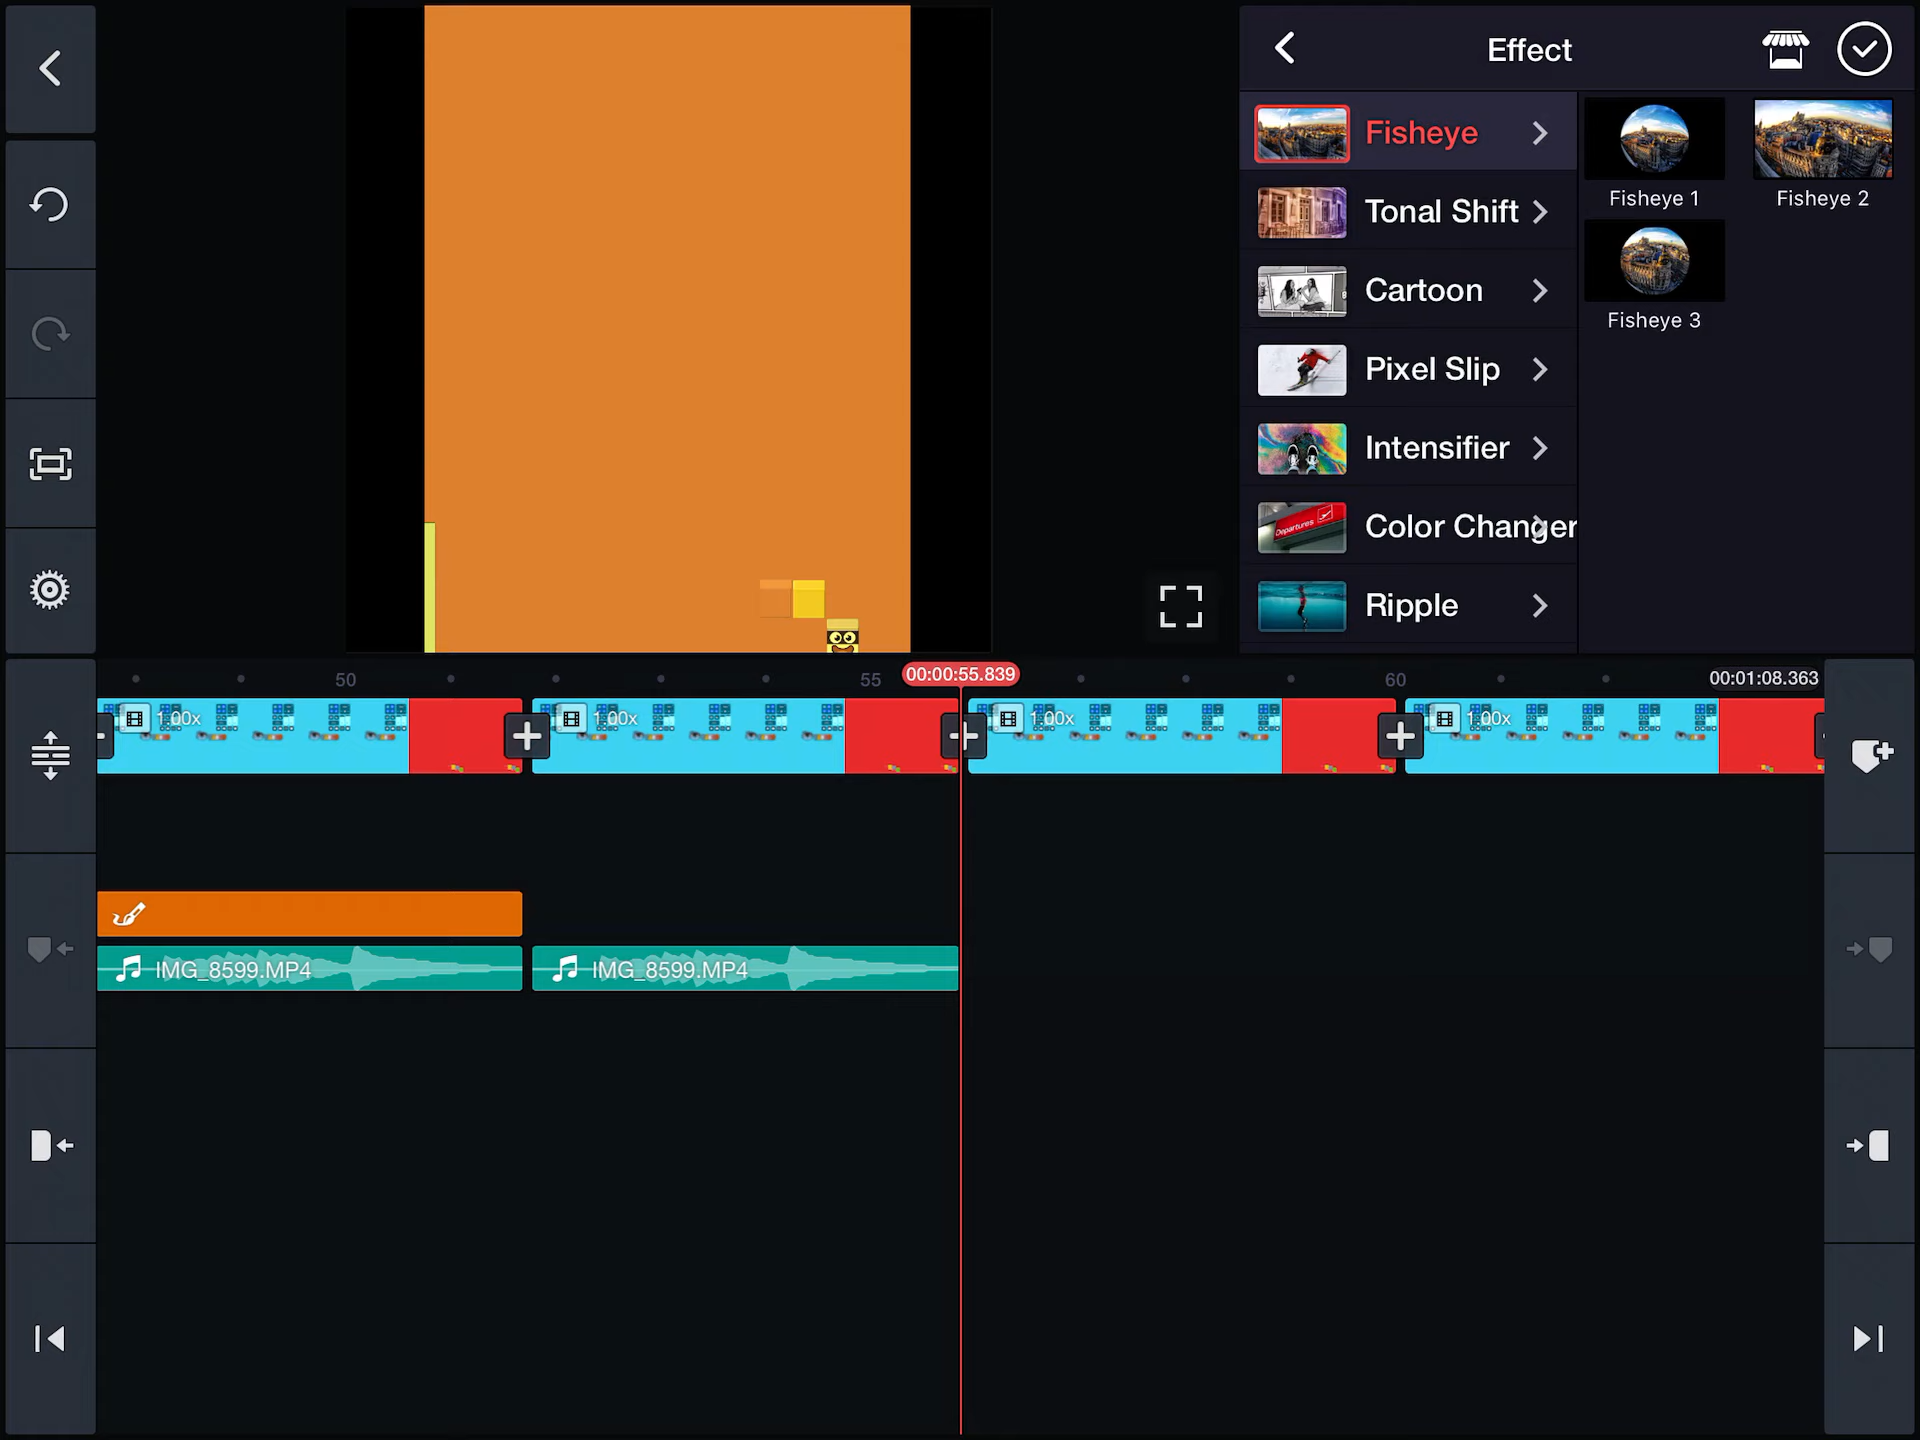 Effect
Fisheye
Tonal Shift
Cartoon
Pixel Slip
Intensifier
Departures
Color Changer
Ripple
Fisheye 1
Fisheye 2
Fisheye 3
50
55
00:00:55.839
60
00:01:08.363
1.00x
1.00x
1.00x
1.00x
IMG_8599.MP4
IMG_8599.MP4